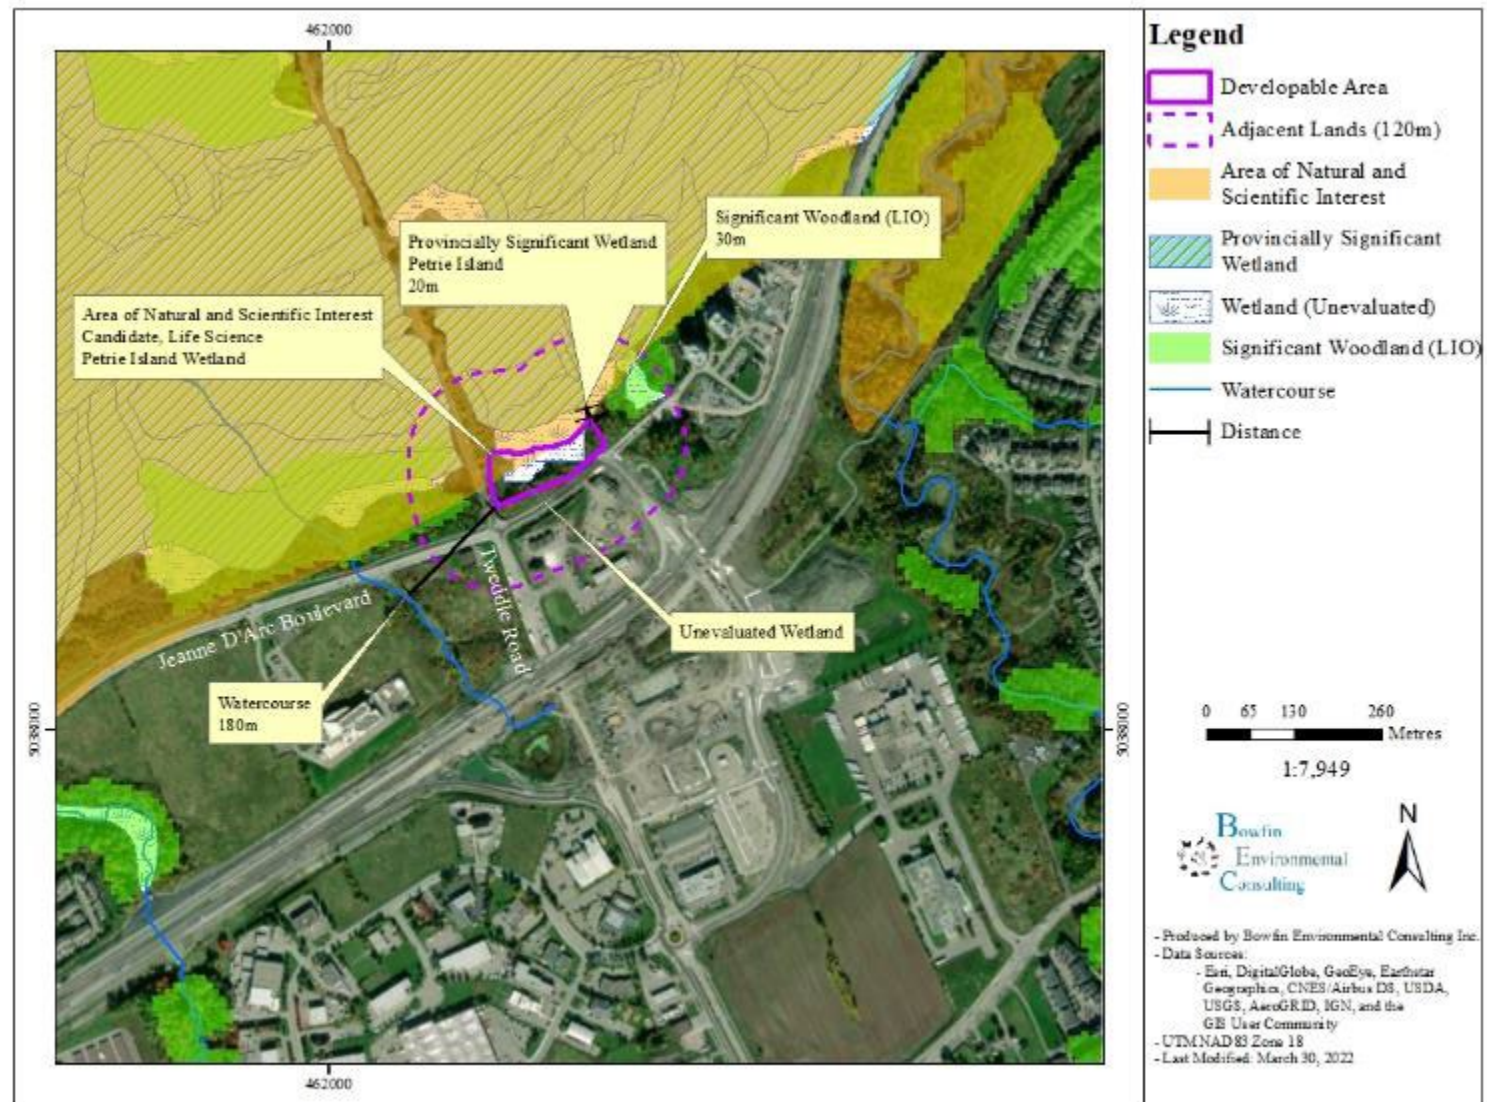 462000
Significant Woodland (LIO)
30m
Provincially Significant Wetland
Petrie Island
20m
Area of Natural and Scientific Interest
Candidate, Life Science
Petrie Island Wetland
Jeanne D'Arc Boulevard
Tweddle Road
Unevaluated Wetland
Watercourse
180m
5038000
5038000
462000
Legend
Developable Area
Adjacent Lands (120m)
Area of Natural and
Scientific Interest
Provincially Significant
Wetland
Wetland (Unevaluated)
Significant Woodland (LIO)
Watercourse
Distance
0 65 130 260
Metres
1:7,949
Bowfin
Environmental
Consulting
N
- Produced by Bowfin Environmental Consulting Inc.
- Data Sources:
- Esri, DigitalGlobe, GeoEye, Earthstar
Geographics, CNES/Airbus DS, USDA,
USGS, AeroGRID, IGN, and the
GIS User Community
- UTM NAD 83 Zone 18
- Last Modified: March 30, 2022